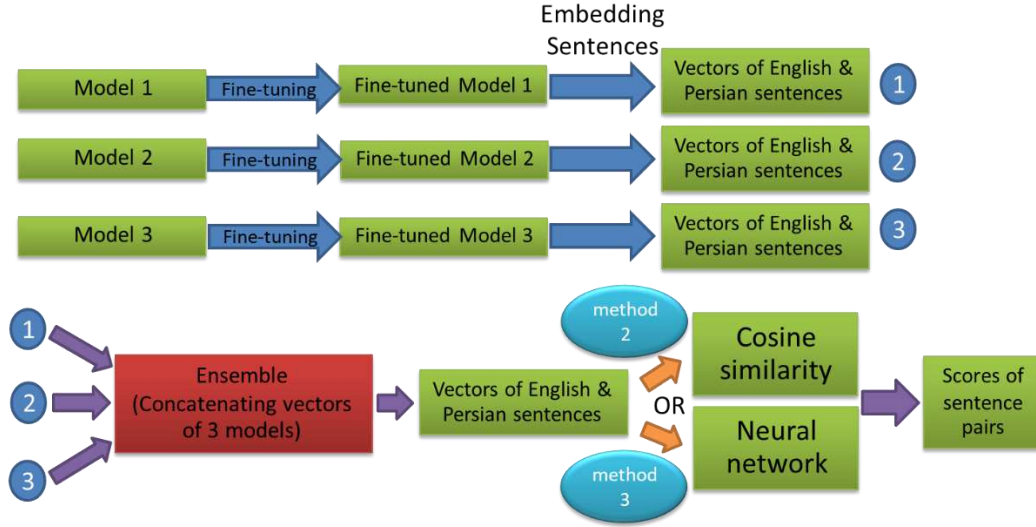 Embedding
Sentences
Model 1
Fine-tuning
Fine-tuned Model 1
Vectors of English &
Persian sentences
1
Model 2
Fine-tuning
Fine-tuned Model 2
Vectors of English &
Persian sentences
2
Model 3
Fine-tuning
Fine-tuned Model 3
Vectors of English &
Persian sentences
3
1
2
3
Ensemble
(Concatenating vectors
of 3 models)
Vectors of English &
Persian sentences
method
2
OR
method
3
Cosine
similarity
Neural
network
Scores of
sentence
pairs